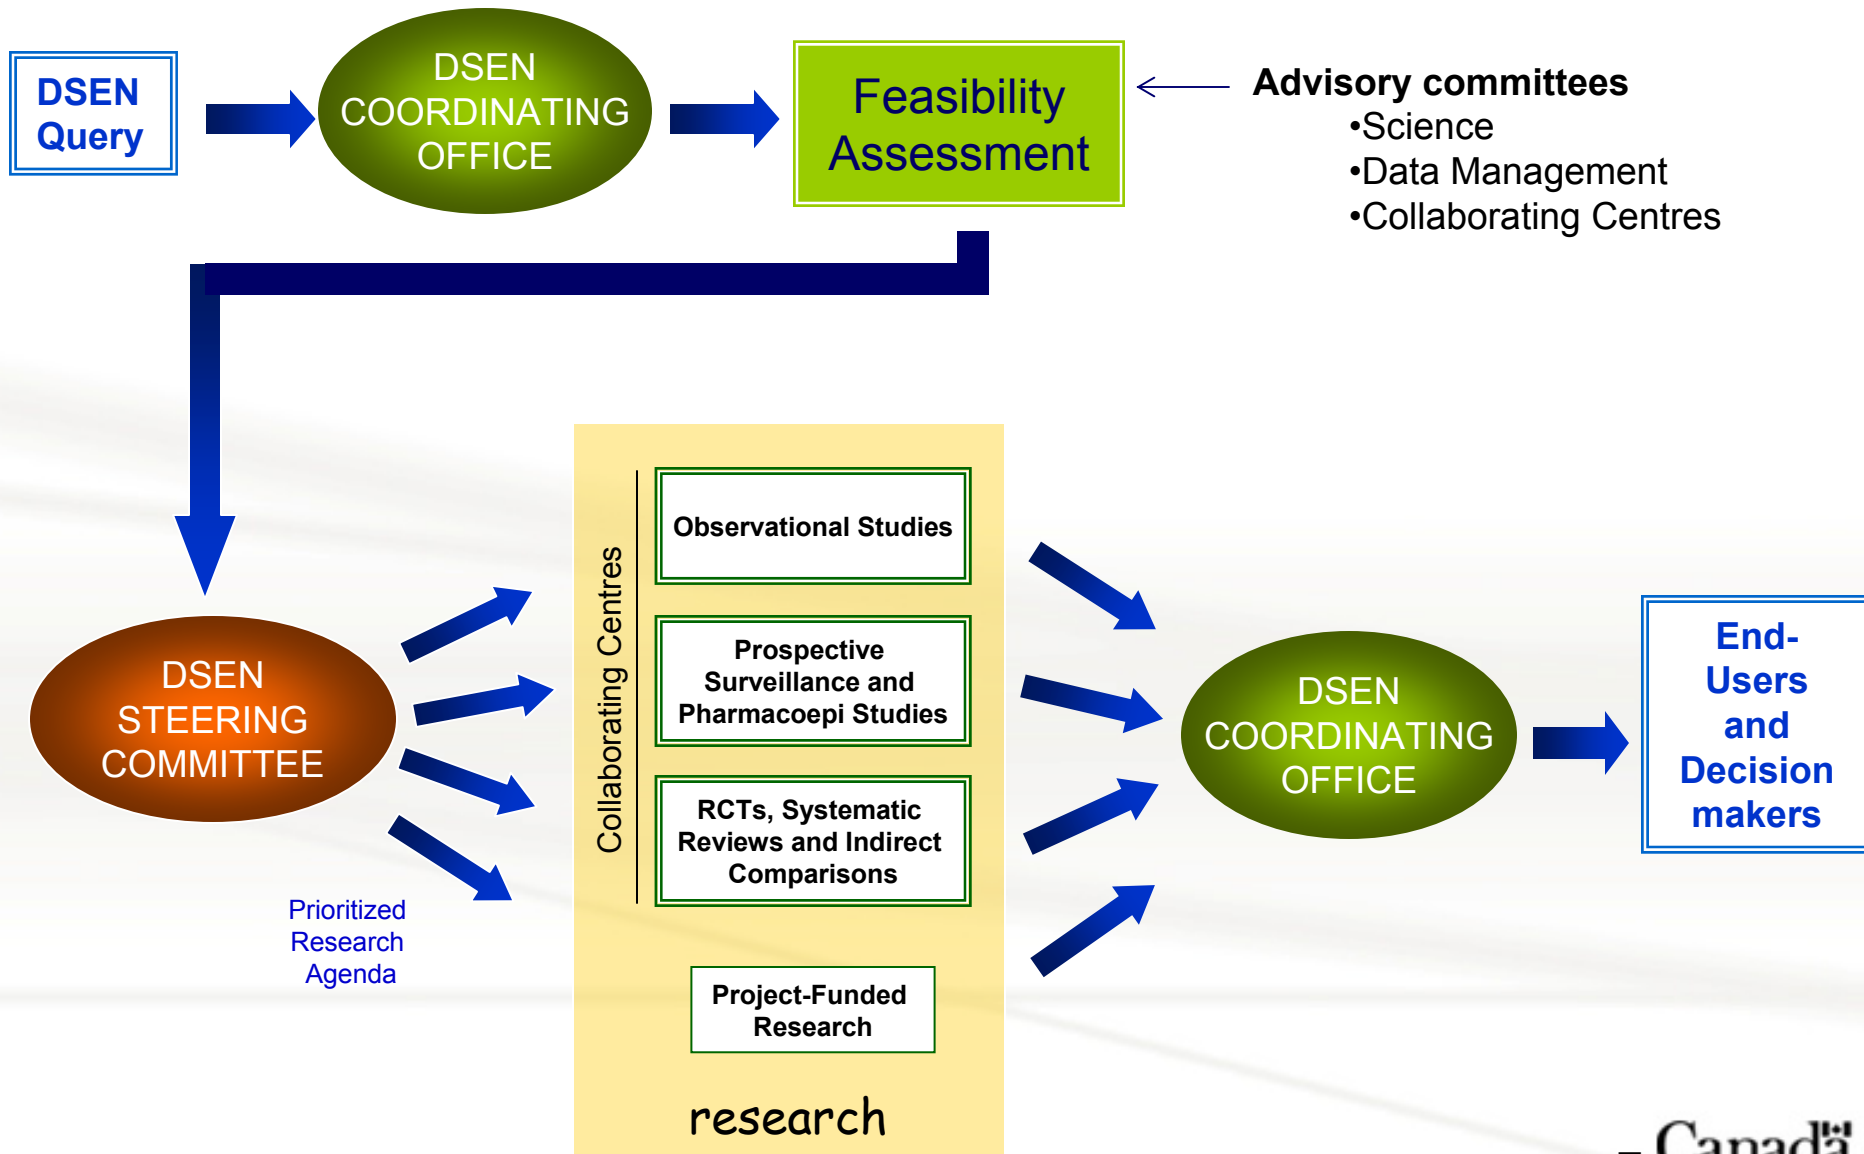 DSEN
Query
DSEN
COORDINATING
OFFICE
Feasibility
Assessment
Advisory committees
•Science
•Data Management
•Collaborating Centres
DSEN
STEERING
COMMITTEE
Prioritized
Research
Agenda
Collaborating Centres
Observational Studies
Prospective
Surveillance and
Pharmacoepi Studies
RCTs, Systematic
Reviews and Indirect
Comparisons
Project-Funded
Research
research
DSEN
COORDINATING
OFFICE
End-
Users
and
Decision
makers
Canada